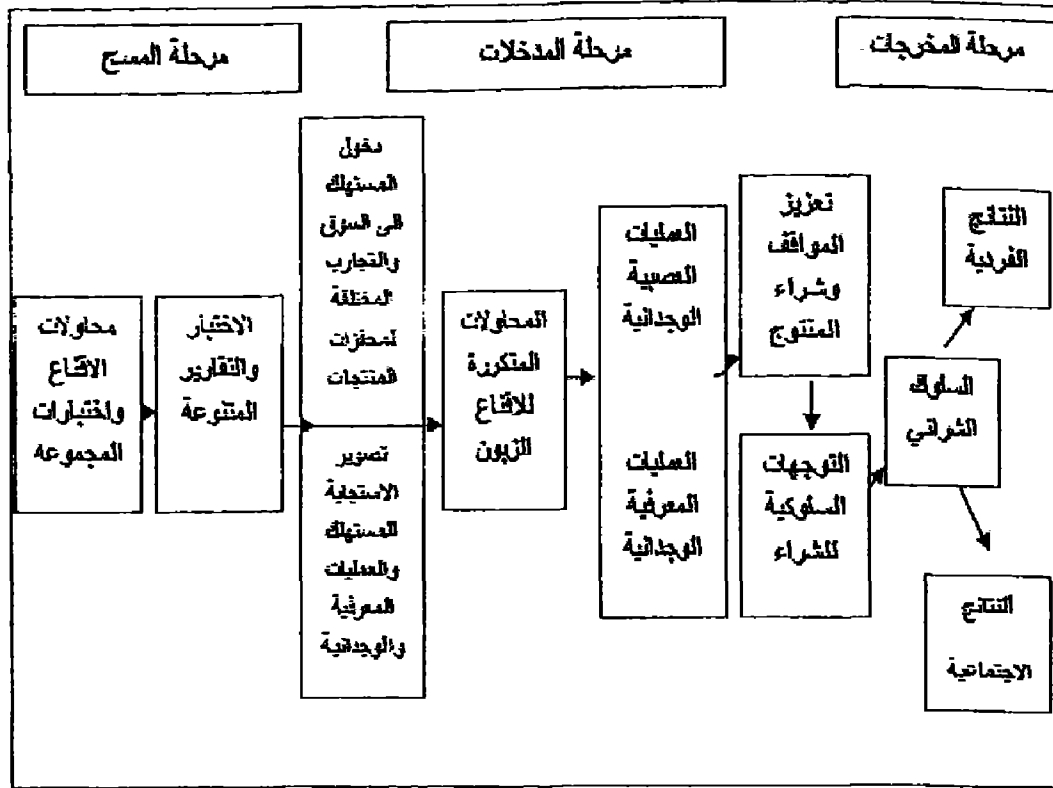 مرحلة المسح
مرحلة المدخلات
مرحلة المخرجات
محاولات
الاقناع
واختبارات
المجموعه
الاختبار
والتقارير
المتنوعة
دخول
المستهلك
الى السوق
والتجارب
المختلفة
لمحفزات
المنتجات
تصوير
الاستجابة
للمستهلك
والعمليات
المعرفية
والوجدانية
المحاولات
المتكررة
للاقناع
الزبون
العمليات
العصبية
الوجدانية
العمليات
المعرفية
الوجدانية
تعزيز
المواقف
وشراء
المنتوج
التوجهات
السلوكية
للشراء
السلوك
الشرائي
النتائج
الفردية
النتائج
الاجتماعية